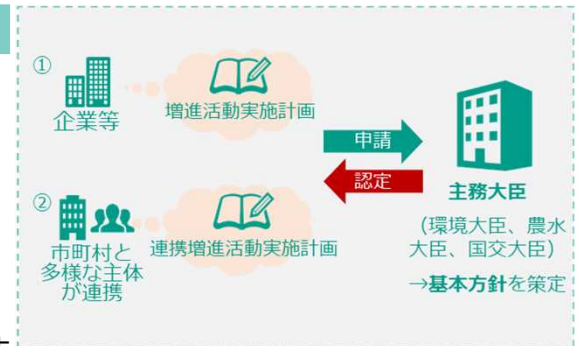 ①
企業等
増進活動実施計画
申請
認定
主務大臣
(環境大臣、農水
大臣、国交大臣)
→基本方針を策定
②
市町村と
多様な主体
が連携
連携増進活動実施計画